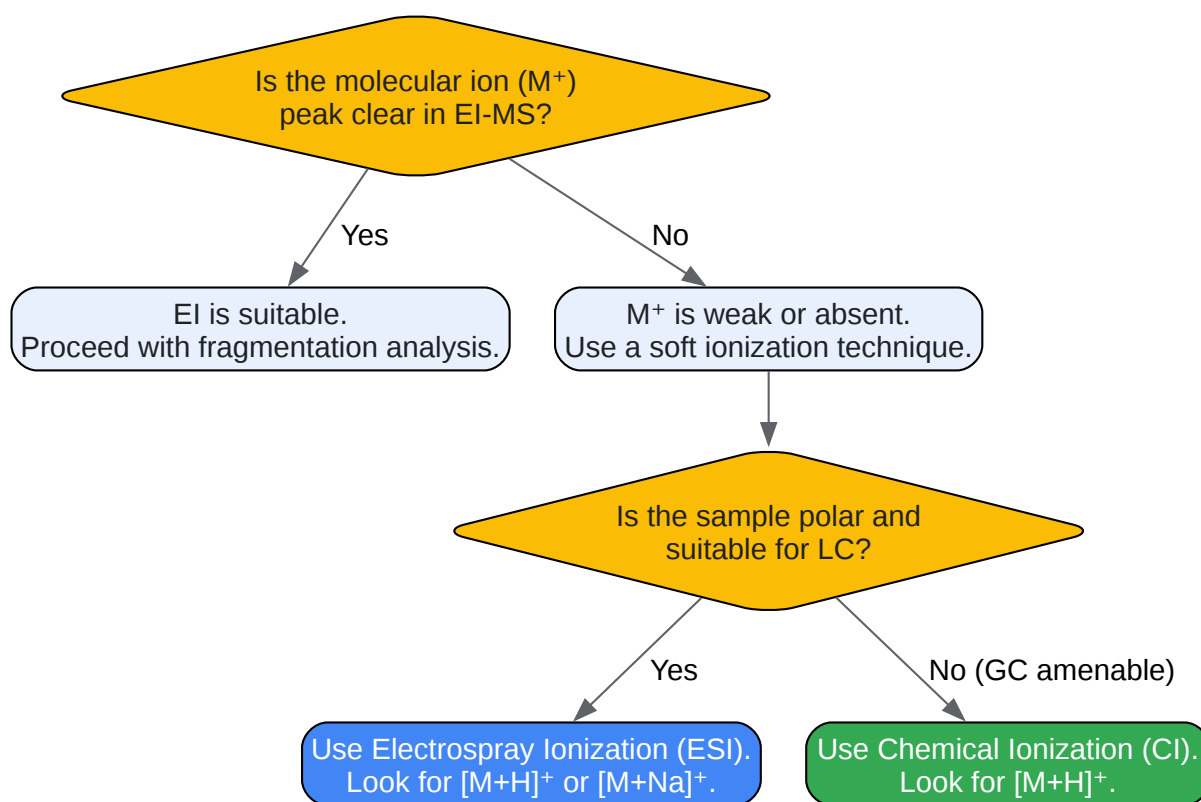 Is the molecular ion (M⁺)
peak clear in EI-MS?
Yes
No
EI is suitable.
Proceed with fragmentation analysis.
M⁺ is weak or absent.
Use a soft ionization technique.
Is the sample polar and
suitable for LC?
Yes
No (GC amenable)
Use Electrospray Ionization (ESI).
Look for [M+H]⁺ or [M+Na]⁺.
Use Chemical Ionization (CI).
Look for [M+H]⁺.